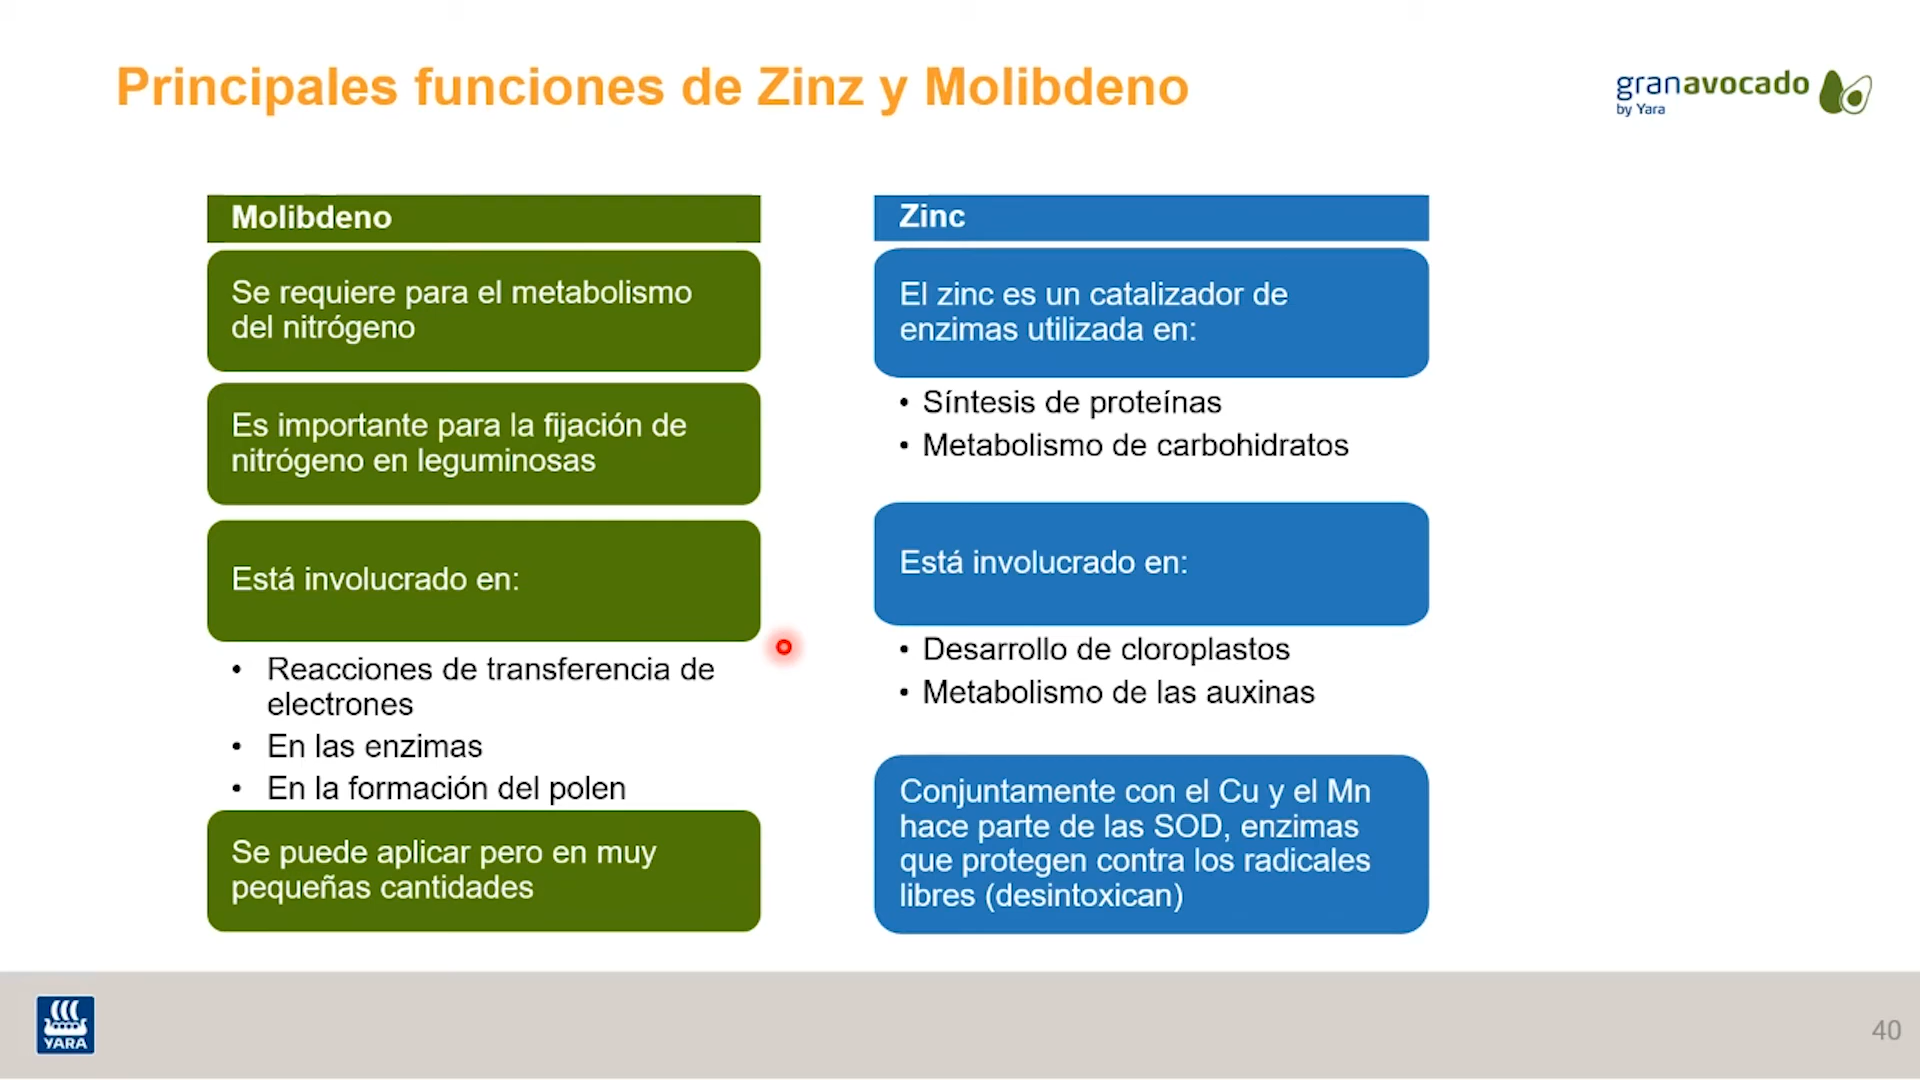 Principales funciones de Zinz y Molibdeno
granavocado
by Yara
Molibdeno
Se requiere para el metabolismo
del nitrógeno
Es importante para la fijación de
nitrógeno en leguminosas
Está involucrado en:
• Reacciones de transferencia de
electrones
• En las enzimas
• En la formación del polen
Se puede aplicar pero en muy
pequeñas cantidades
Zinc
El zinc es un catalizador de
enzimas utilizada en:
• Síntesis de proteínas
• Metabolismo de carbohidratos
Está involucrado en:
• Desarrollo de cloroplastos
• Metabolismo de las auxinas
Conjuntamente con el Cu y el Mn
hace parte de las SOD, enzimas
que protegen contra los radicales
libres (desintoxican)
YARA
40